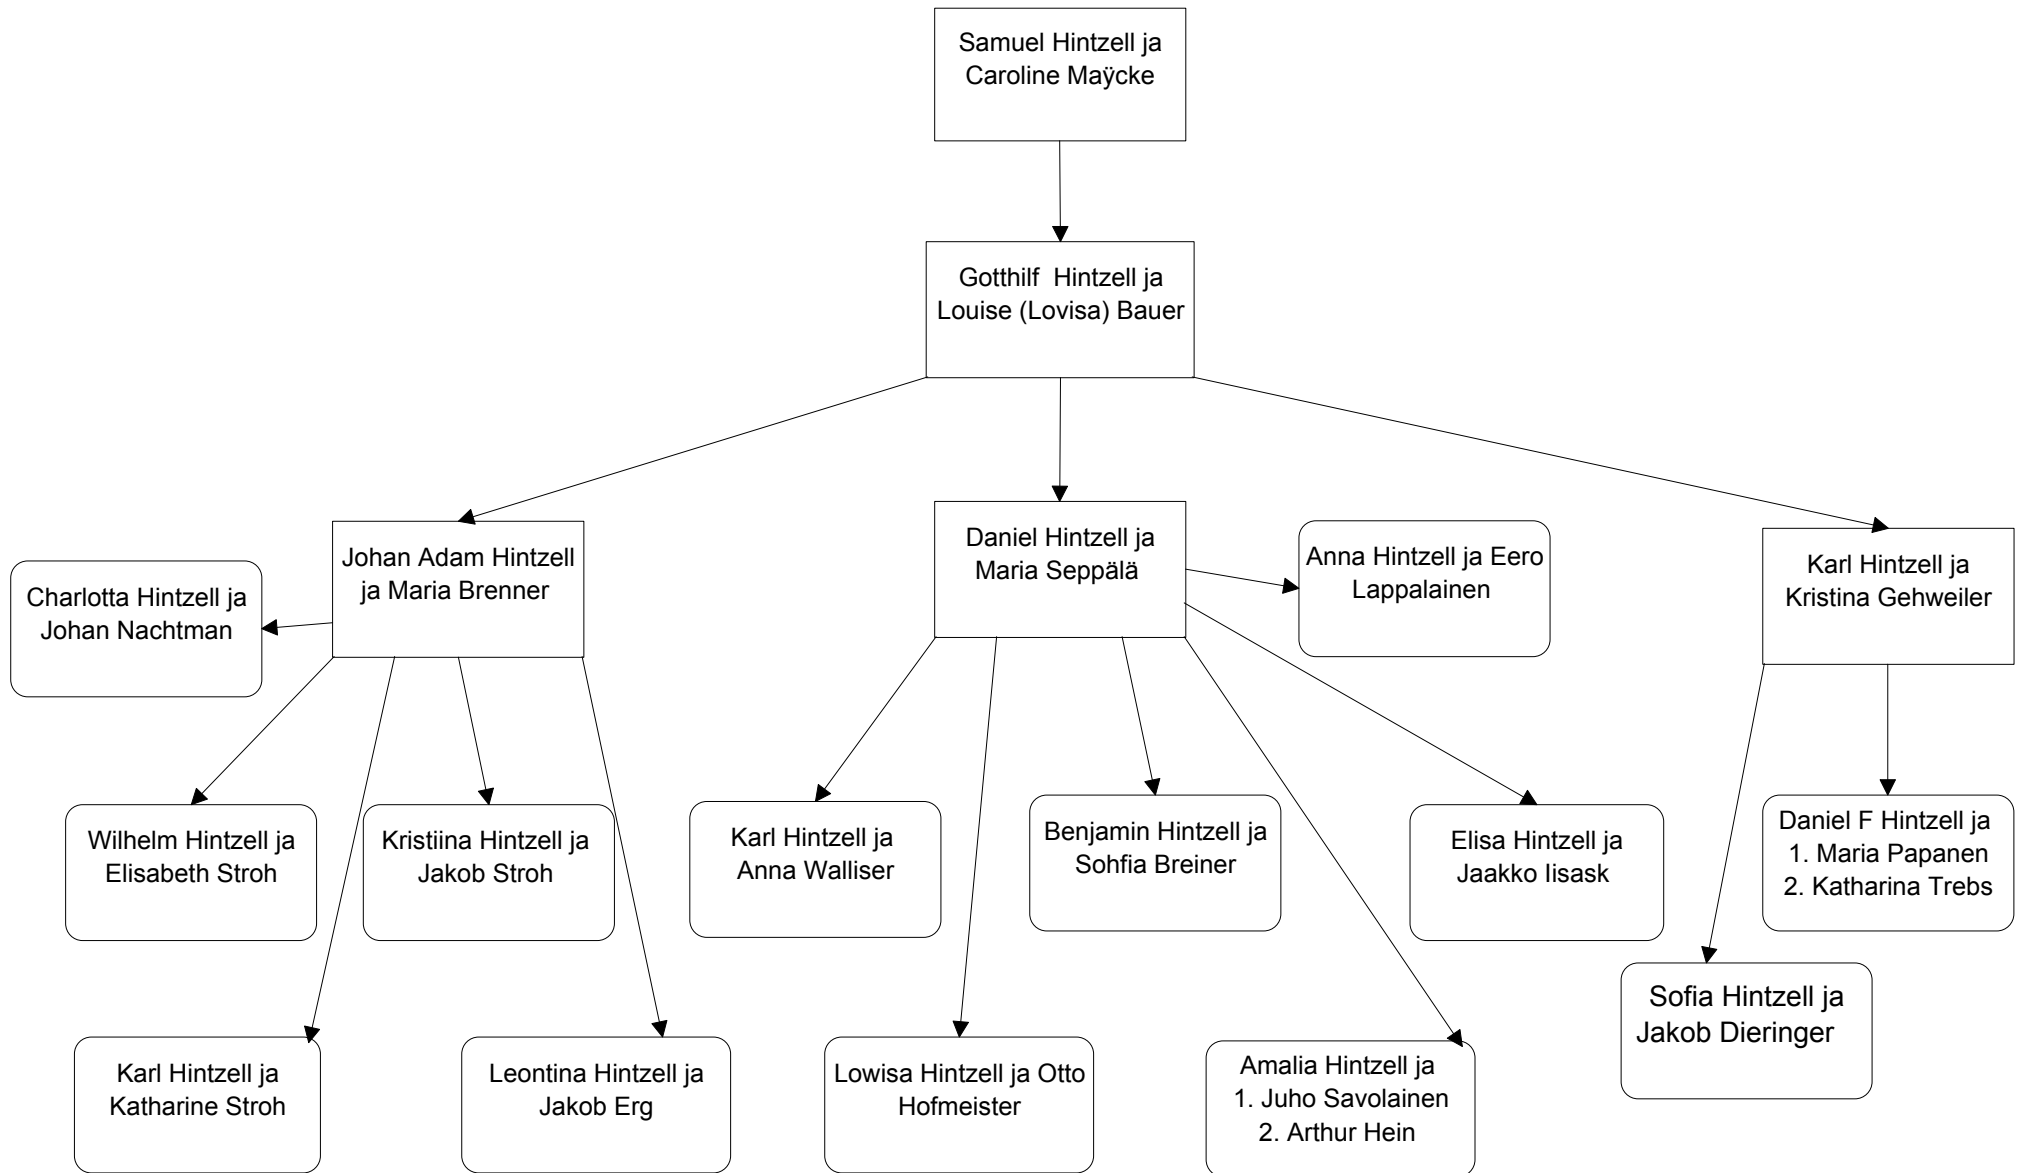 Samuel Hintzell ja
Caroline Maÿcke
Gotthilf  Hintzell ja
Louise (Lovisa) Bauer
Johan Adam Hintzell
ja Maria Brenner
Daniel Hintzell ja
Maria Seppälä
Anna Hintzell ja Eero
Lappalainen
Karl Hintzell ja
Kristina Gehweiler
Charlotta Hintzell ja
Johan Nachtman
Wilhelm Hintzell ja
Elisabeth Stroh
Kristiina Hintzell ja
Jakob Stroh
Karl Hintzell ja
Anna Walliser
Benjamin Hintzell ja
Sohfia Breiner
Elisa Hintzell ja
Jaakko Iisask
Daniel F Hintzell ja
1. Maria Papanen
2. Katharina Trebs
Sofia Hintzell ja
Jakob Dieringer
Karl Hintzell ja
Katharine Stroh
Leontina Hintzell ja
Jakob Erg
Lowisa Hintzell ja Otto
Hofmeister
Amalia Hintzell ja
1. Juho Savolainen
2. Arthur Hein